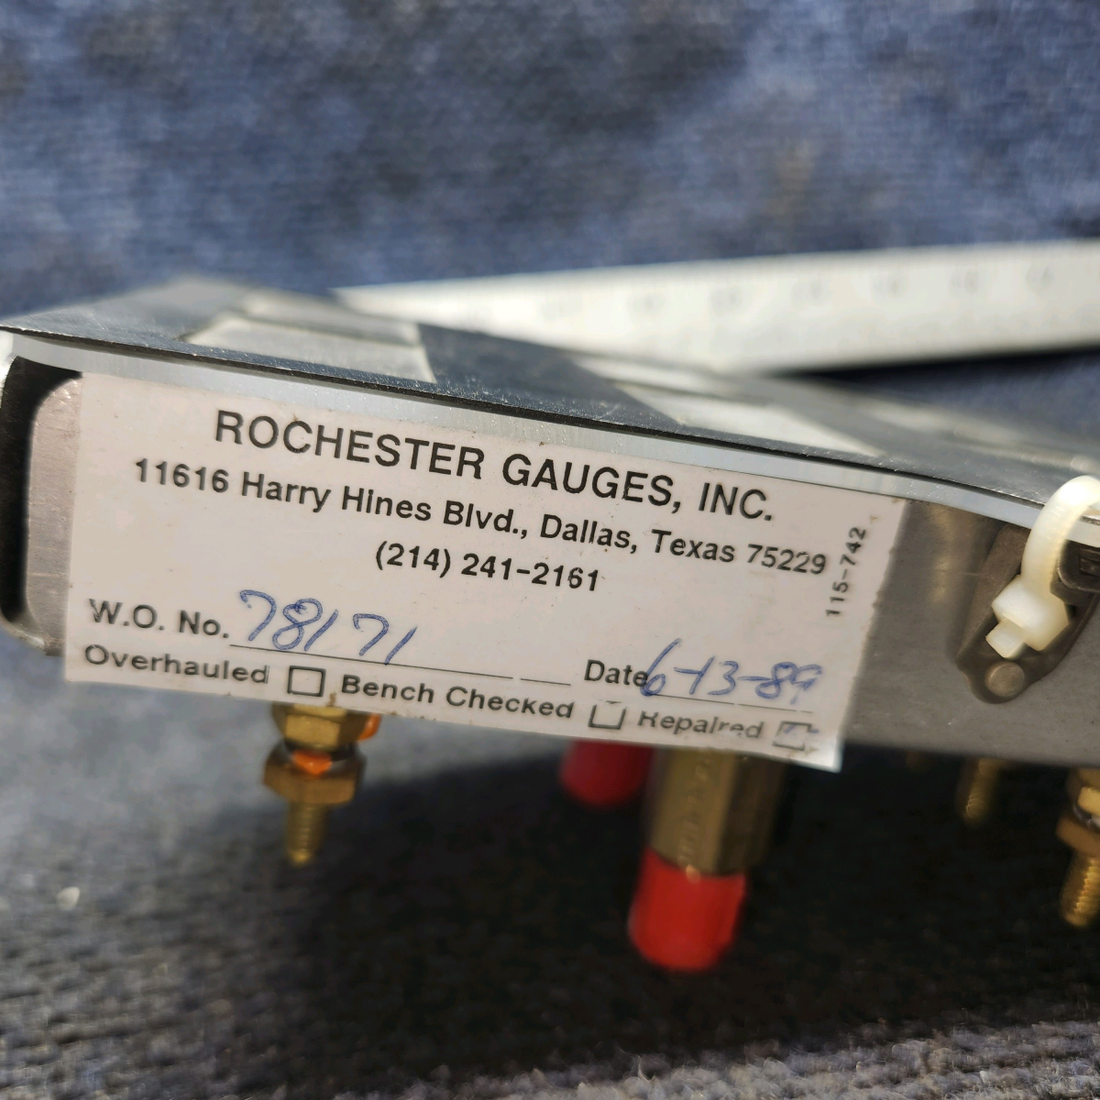 ROCHESTER GAUGES, INC.
11616 Harry Hines Blvd., Dallas, Texas 75229
(214) 241-2161
115-742
W.O. No. 78171 Date 6-13-89
Overhauled ☐ Bench Checked ☐ Repaired ☑